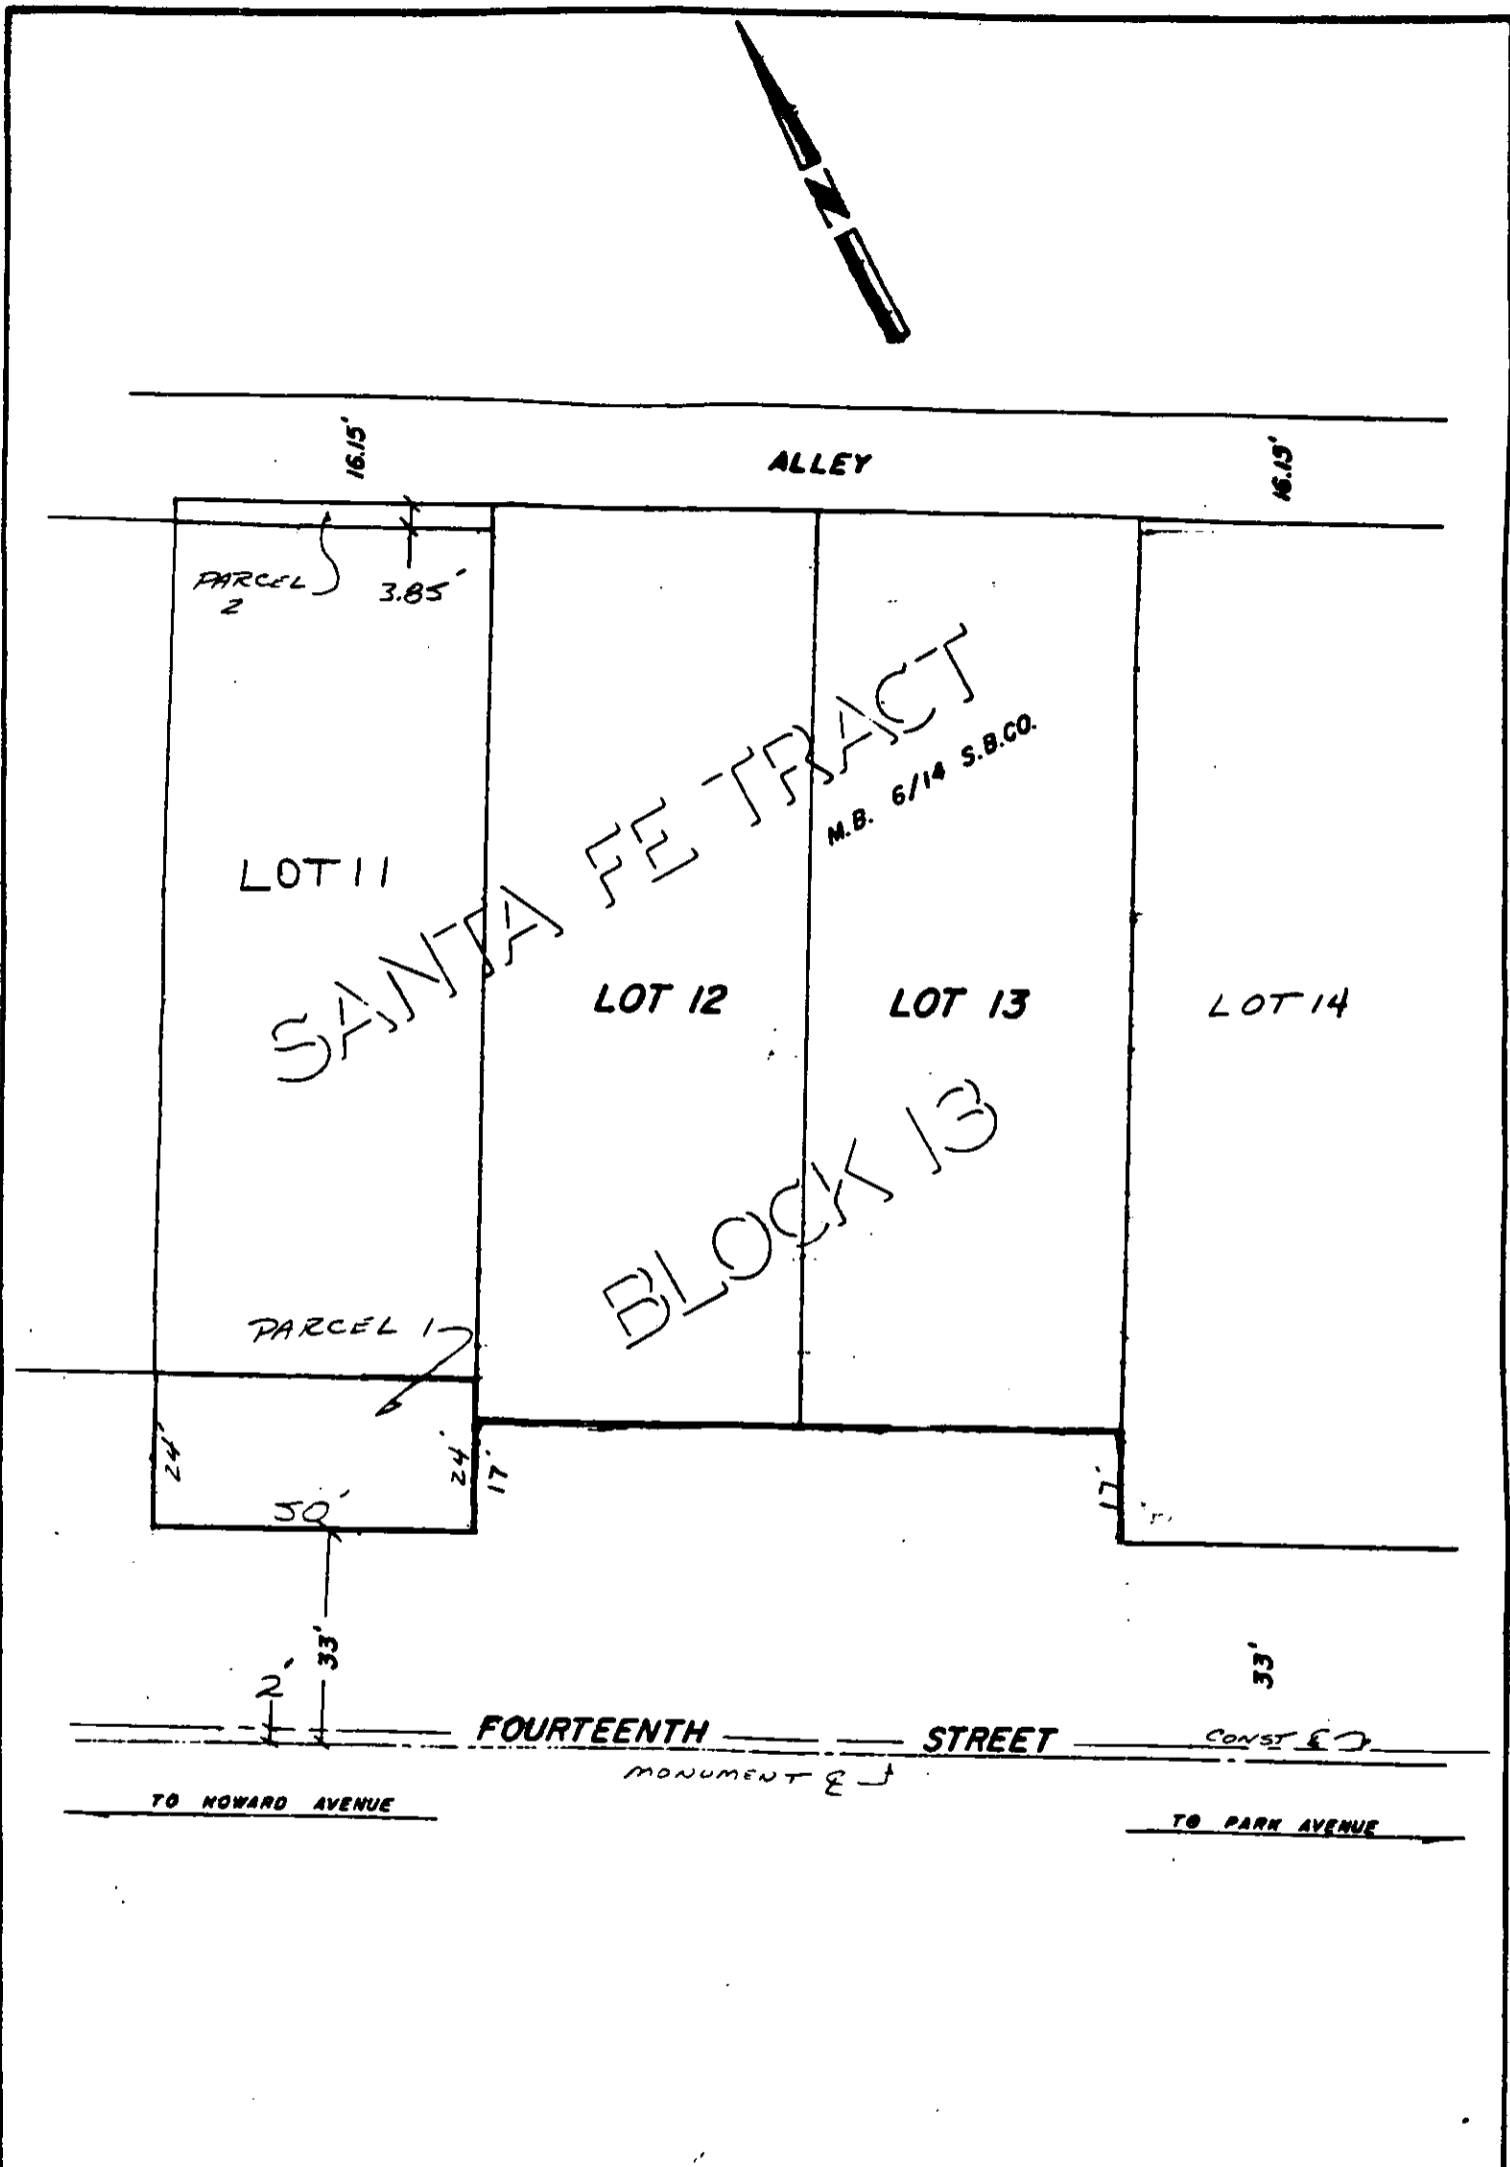 N
16.15'
ALLEY
16.15'
PARCEL
2
3.85'
SANTA FE TRACT
M.B. 6/14 S.B.CO.
LOT 11
LOT 12
LOT 13
LOT 14
BLOCK 13
PARCEL 1
24'
24'
17'
17'
50'
33'
33'
2'
FOURTEENTH STREET
CONST ℄
MONUMENT ℄
TO HOWARD AVENUE
TO PARK AVENUE